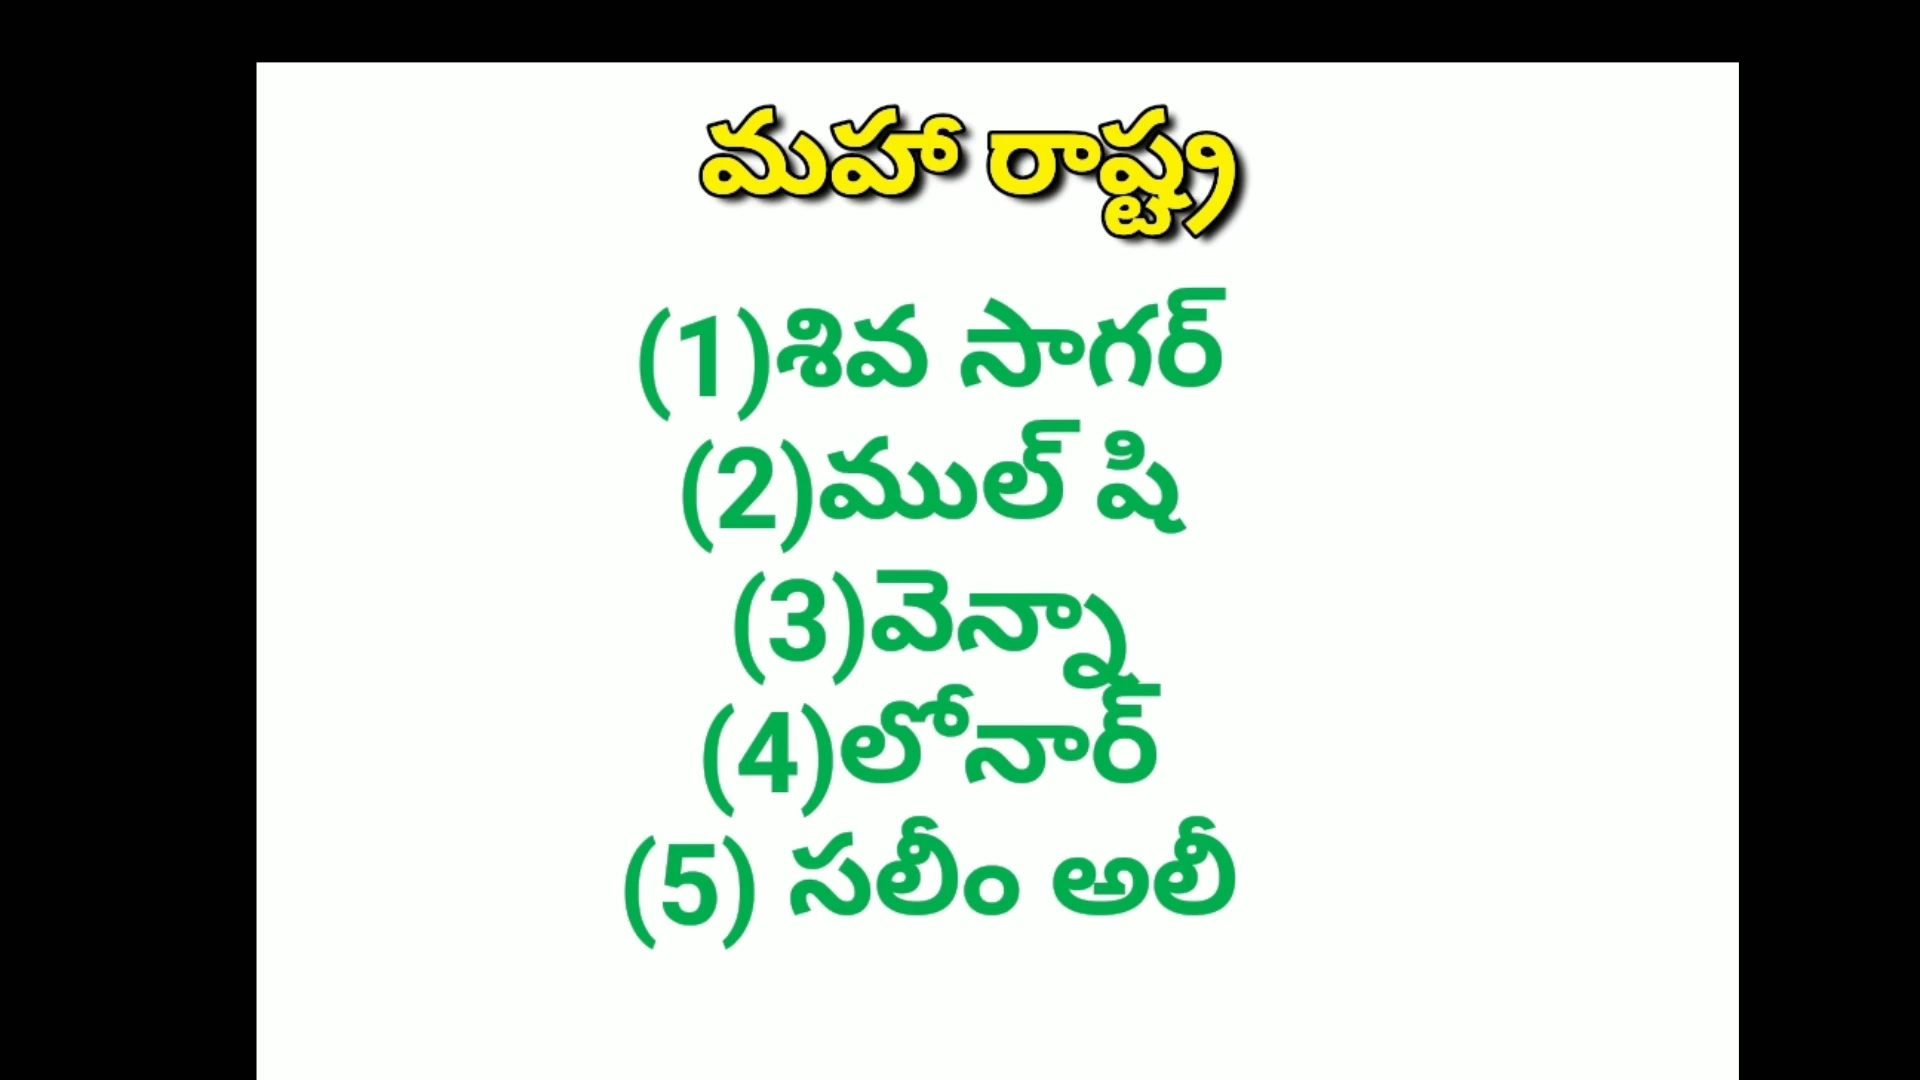 మహా రాష్ట్ర
(1)శివ సాగర్
(2)ముల్ షి
(3)వెన్నా
(4)లోనార్
(5) సలీం అలీ